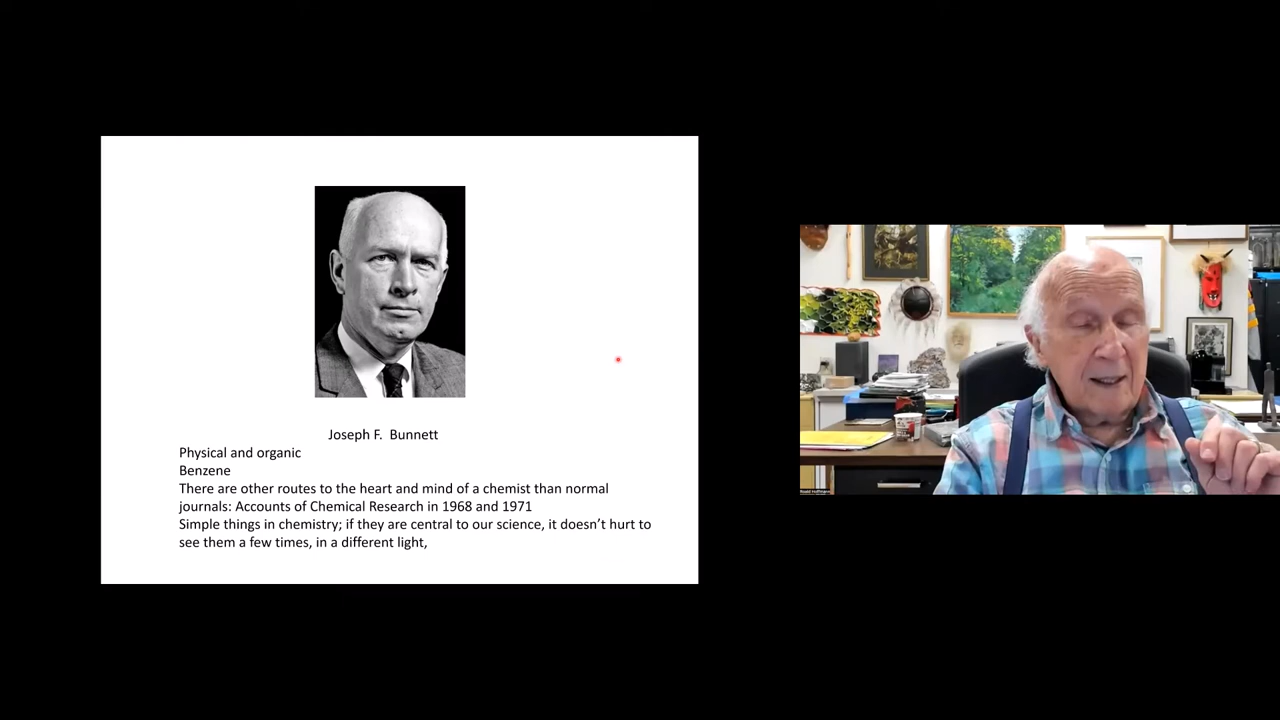 Joseph F. Bunnett
Physical and organic
Benzene
There are other routes to the heart and mind of a chemist than normal
journals: Accounts of Chemical Research in 1968 and 1971
Simple things in chemistry; if they are central to our science, it doesn’t hurt to
see them a few times, in a different light,
Roald Hoffmann